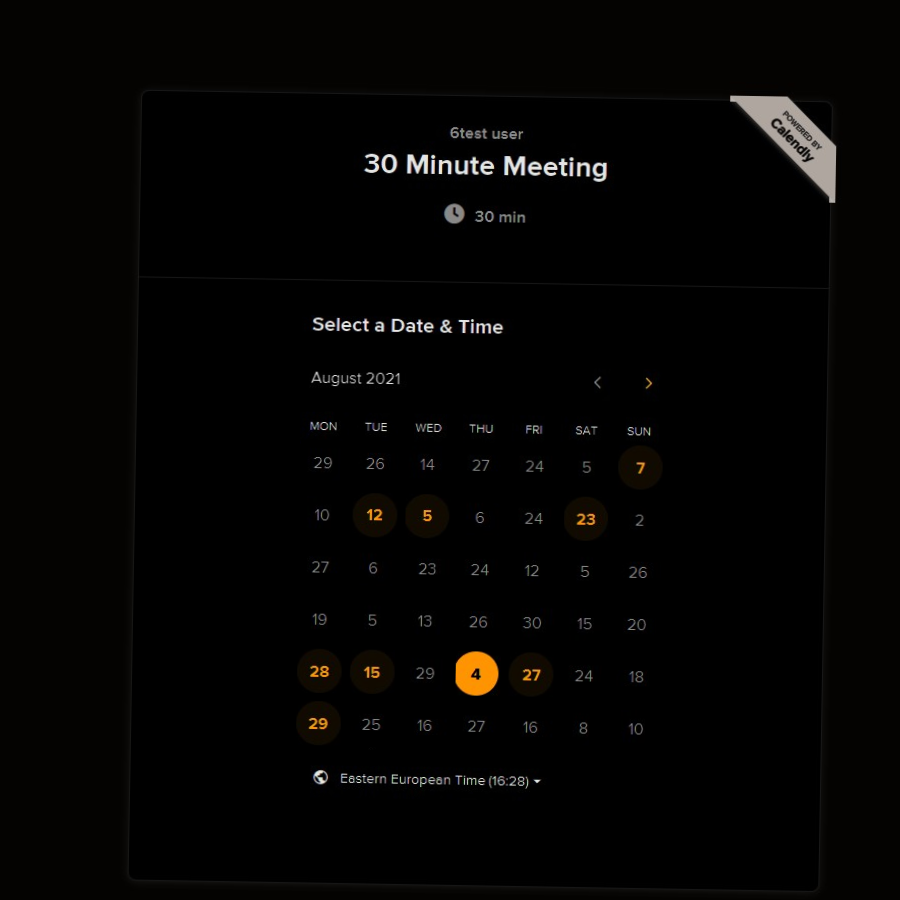 POWERED BY
Calendly
6test user
30 Minute Meeting
30 min
Select a Date & Time
August 2021
MON TUE WED THU FRI SAT SUN
29 26 14 27 24 5 7
10 12 5 6 24 23 2
27 6 23 24 12 5 26
19 5 13 26 30 15 20
28 15 29 4 27 24 18
29 25 16 27 16 8 10
Eastern European Time (16:28)